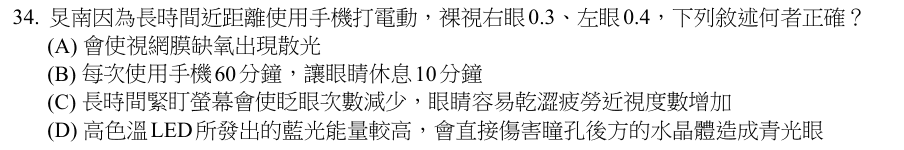 34. 旻南因為長時間近距離使用手機打電動，裸視右眼0.3、左眼0.4，下列敘述何者正確？
(A) 會使視網膜缺氧出現散光
(B) 每次使用手機60分鐘，讓眼睛休息10分鐘
(C) 長時間緊盯螢幕會使眨眼次數減少，眼睛容易乾澀疲勞近視度數增加
(D) 高色溫LED所發出的藍光能量較高，會直接傷害瞳孔後方的水晶體造成青光眼